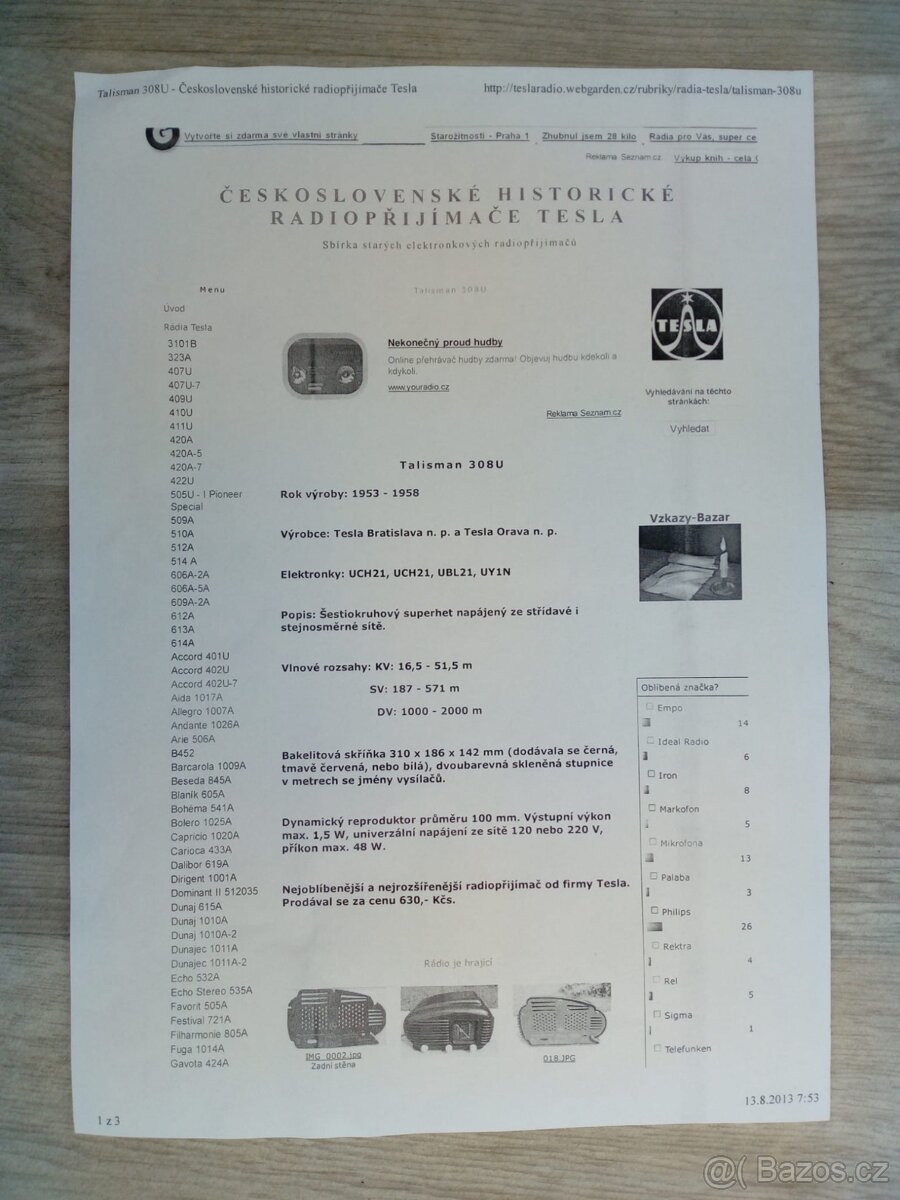 Talisman 308U - Československé historické radiopřijímače Tesla
http://teslaradio.webgarden.cz/rubriky/radia-tesla/talisman-308u
Vytvořte si zdarma své vlastní stránky
Starožitnosti - Praha 1
Zhubnul jsem 28 kilo
Radia pro Vás, super ce
Reklama Seznam.cz
Výkup knih - celá
ČESKOSLOVENSKÉ HISTORICKÉ
RADIOPŘIJÍMAČE TESLA
Sbírka starých elektronkových radiopřijímačů
Menu
Úvod
Rádia Tesla
3101B
323A
407U
407U-7
409U
410U
411U
420A
420A-5
420A-7
422U
505U - I Pioneer
Special
509A
510A
512A
514 A
606A-2A
606A-5A
609A-2A
612A
613A
614A
Accord 401U
Accord 402U
Accord 402U-7
Aida 1017A
Allegro 1007A
Andante 1026A
Arie 506A
B452
Barcarola 1009A
Beseda 845A
Blaník 605A
Bohema 541A
Bolero 1025A
Capricio 1020A
Carioca 433A
Dalibor 619A
Dirigent 1001A
Dominant II 512035
Dunaj 615A
Dunaj 1010A
Dunaj 1010A-2
Dunajec 1011A
Dunajec 1011A-2
Echo 532A
Echo Stereo 535A
Favorit 505A
Festival 721A
Filharmonie 805A
Fuga 1014A
Gavota 424A
Talisman 308U
Nekonečný proud hudby
Online přehrávač hudby zdarma! Objevuj hudbu kdekoli a
kdykoli.
www.youradio.cz
Reklama Seznam.cz
Talisman 308U
Rok výroby: 1953 - 1958
Výrobce: Tesla Bratislava n. p. a Tesla Orava n. p.
Elektronky: UCH21, UCH21, UBL21, UY1N
Popis: Šestiokruhový superhet napájený ze střídavé i
stejnosměrné sítě.
Vlnové rozsahy: KV: 16,5 - 51,5 m
SV: 187 - 571 m
DV: 1000 - 2000 m
Bakelitová skříňka 310 x 186 x 142 mm (dodávala se černá,
tmavě červená, nebo bílá), dvoubarevná skleněná stupnice
v metrech se jmény vysílačů.
Dynamický reproduktor průměru 100 mm. Výstupní výkon
max. 1,5 W, univerzální napájení ze sítě 120 nebo 220 V,
příkon max. 48 W.
Nejoblíbenější a nejrozšířenější radiopřijímač od firmy Tesla.
Prodával se za cenu 630,- Kčs.
Rádio je hrající
IMG_0002.jpg
Zadní stěna
018.JPG
TESLA
Vyhledávání na těchto
stránkách:
Vyhledat
Vzkazy-Bazar
Oblíbená značka?
Empo
14
Ideal Radio
6
Iron
8
Markofon
5
Mikrofona
13
Palaba
3
Philips
26
Rektra
4
Rel
5
Sigma
1
Telefunken
1 z 3
13.8.2013 7:53
@( Bazos.cz